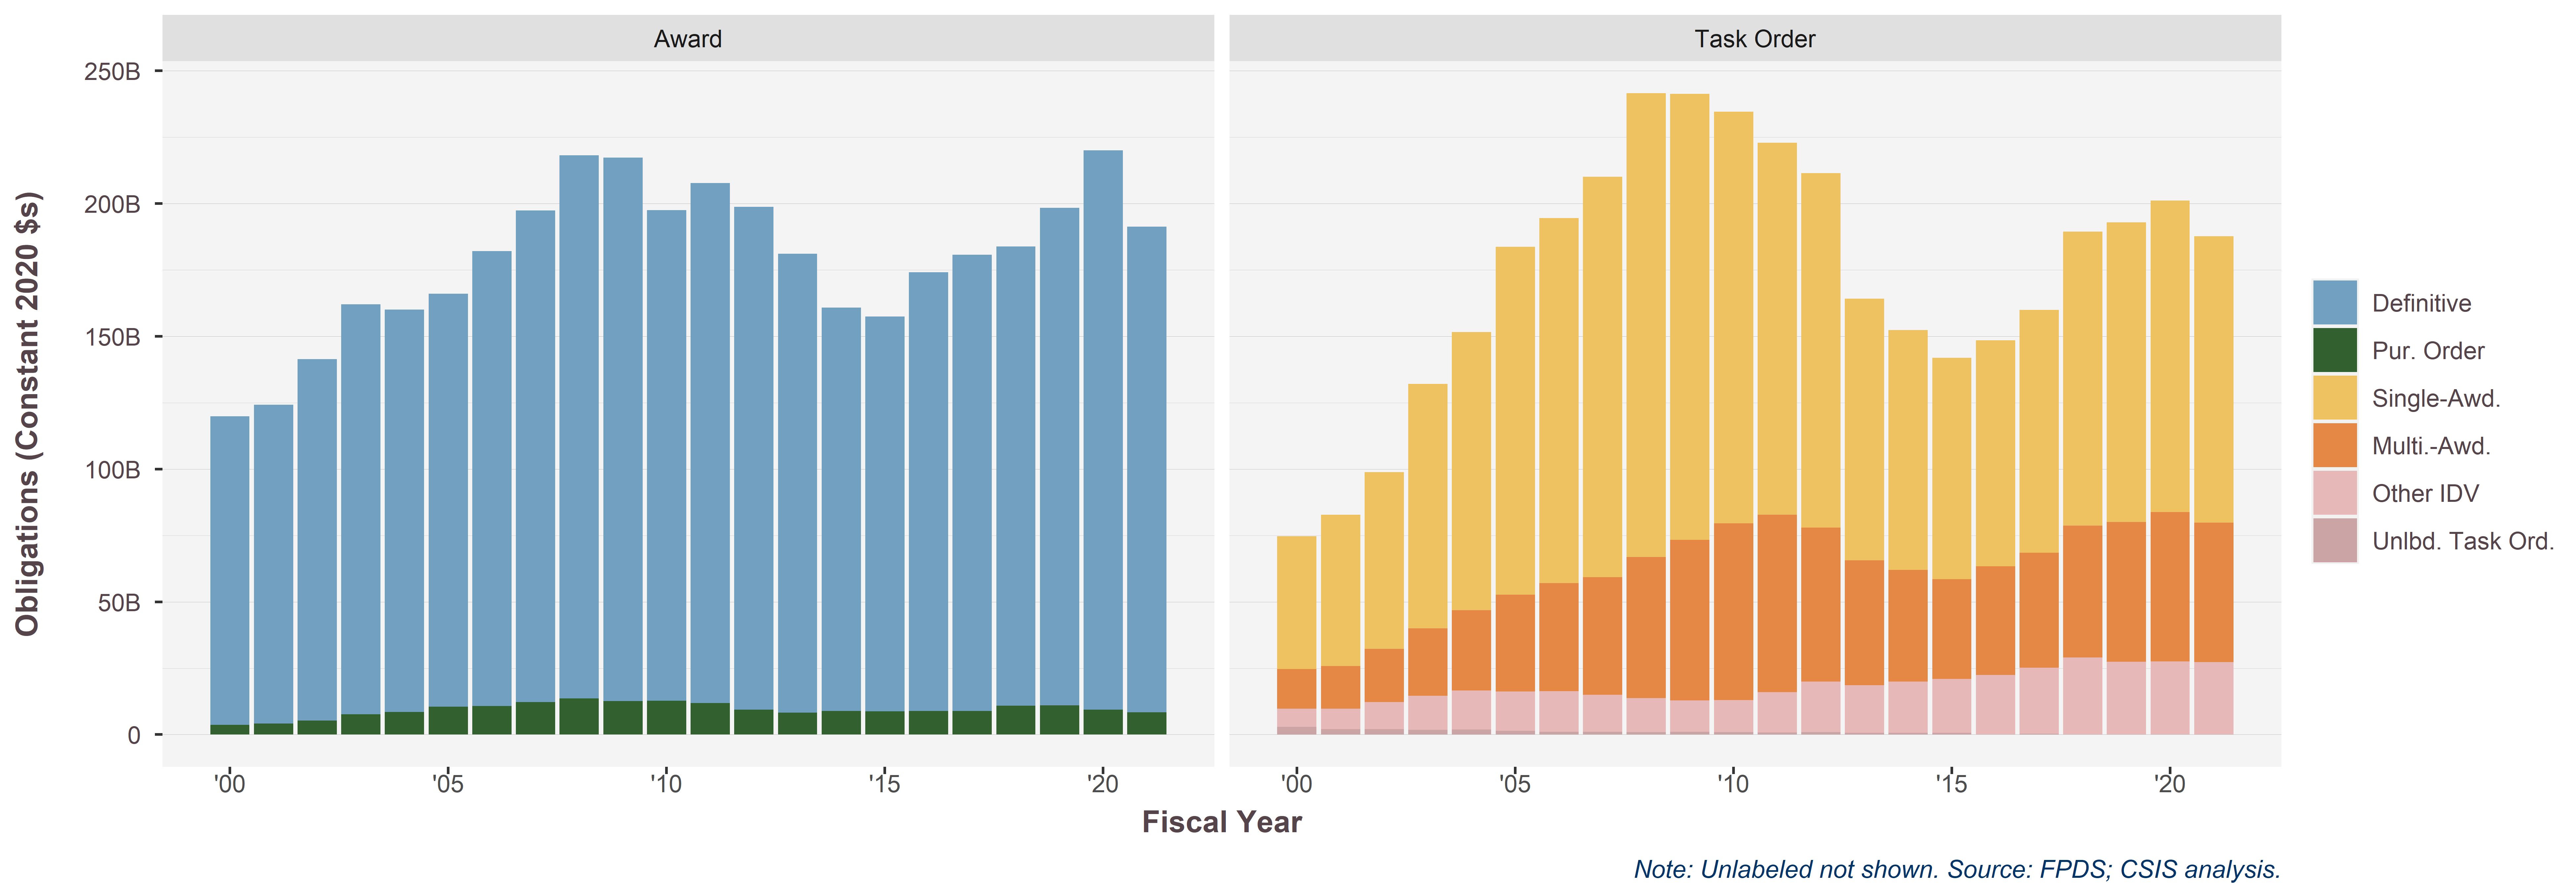 Award
Task Order
Obligations (Constant 2020 $s)
250B
200B
150B
100B
50B
0
'00
'05
'10
'15
'20
'00
'05
'10
'15
'20
Fiscal Year
Definitive
Pur. Order
Single-Awd.
Multi.-Awd.
Other IDV
Unlbd. Task Ord.
Note: Unlabeled not shown. Source: FPDS; CSIS analysis.